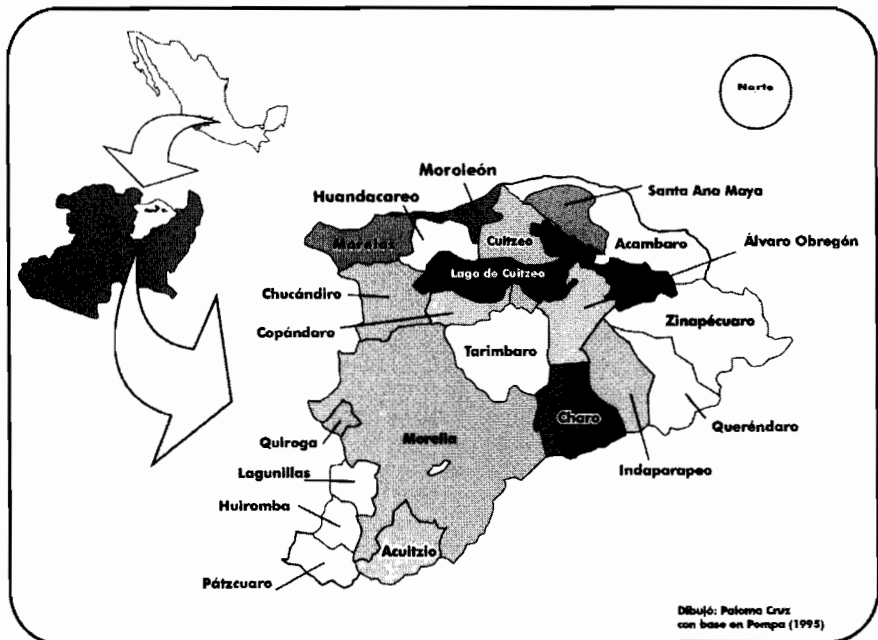 Norte
Moroleón
Santa Ana Maya
Huandacareo
Morelos
Cuitzeo
Acambaro
Álvaro Obregón
Lago de Cuitzeo
Chucándiro
Copándaro
Zinapécuaro
Tarimbaro
Charo
Queréndaro
Quiroga
Morelia
Indaparapeo
Lagunillas
Huiromba
Acuitzio
Pátzcuaro
Dibujó: Paloma Cruz
con base en Pompa (1995)